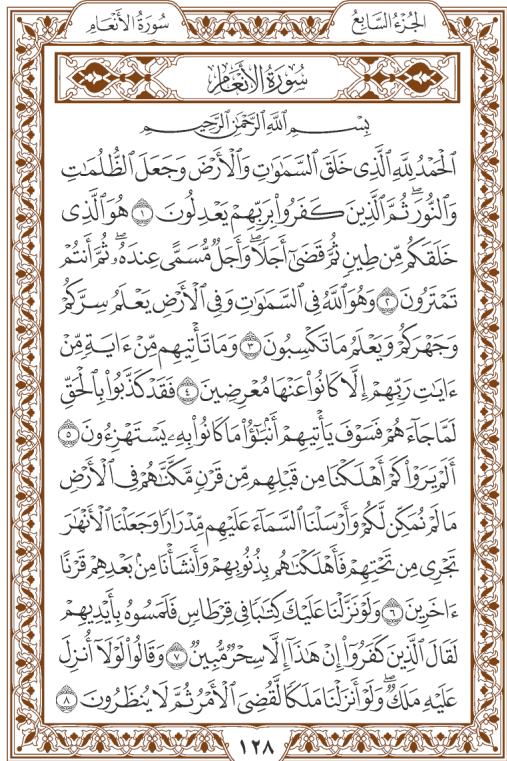 سُورَةُ الأَنْعَامِ
الجُزْءُ السَّابِعُ
سُورَةُ الأَنْعَامِ
بِسْمِ ٱللَّهِ ٱلرَّحْمَٰنِ ٱلرَّحِيمِ
ٱلْحَمْدُ لِلَّهِ ٱلَّذِى خَلَقَ ٱلسَّمَٰوَٰتِ وَٱلْأَرْضَ وَجَعَلَ ٱلظُّلُمَٰتِ
وَٱلنُّورَ ۖ ثُمَّ ٱلَّذِينَ كَفَرُوا۟ بِرَبِّهِمْ يَعْدِلُونَ ١ هُوَ ٱلَّذِى
خَلَقَكُم مِّن طِينٍ ثُمَّ قَضَىٰٓ أَجَلًا ۖ وَأَجَلٌ مُّسَمًّى عِندَهُۥ ۖ ثُمَّ أَنتُمْ
تَمْتَرُونَ ٢ وَهُوَ ٱللَّهُ فِى ٱلسَّمَٰوَٰتِ وَفِى ٱلْأَرْضِ يَعْلَمُ سِرَّكُمْ
وَجَهْرَكُمْ وَيَعْلَمُ مَا تَكْسِبُونَ ٣ وَمَا تَأْتِيهِم مِّنْ ءَايَةٍ مِّنْ
ءَايَٰتِ رَبِّهِمْ إِلَّا كَانُوا۟ عَنْهَا مُعْرِضِينَ ٤ فَقَدْ كَذَّبُوا۟ بِٱلْحَقِّ
لَمَّا جَآءَهُمْ فَسَوْفَ يَأْتِيهِمْ أَنۢبَٰٓؤُا۟ مَا كَانُوا۟ بِهِۦ يَسْتَهْزِءُونَ ٥
أَلَمْ يَرَوْا۟ كَمْ أَهْلَكْنَا مِن قَبْلِهِم مِّن قَرْنٍ مَّكَّنَّٰهُمْ فِى ٱلْأَرْضِ
مَا لَمْ نُمَكِّن لَّكُمْ وَأَرْسَلْنَا ٱلسَّمَآءَ عَلَيْهِم مِّدْرَارًا وَجَعَلْنَا ٱلْأَنْهَٰرَ
تَجْرِى مِن تَحْتِهِمْ فَأَهْلَكْنَٰهُم بِذُنُوبِهِمْ وَأَنشَأْنَا مِنۢ بَعْدِهِمْ قَرْنًا
ءَاخَرِينَ ٦ وَلَوْ نَزَّلْنَا عَلَيْكَ كِتَٰبًا فِى قِرْطَاسٍ فَلَمَسُوهُ بِأَيْدِيهِمْ
لَقَالَ ٱلَّذِينَ كَفَرُوٓا۟ إِنْ هَٰذَآ إِلَّا سِحْرٌ مُّبِينٌ ٧ وَقَالُوا۟ لَوْلَآ أُنزِلَ
عَلَيْهِ مَلَكٌ ۖ وَلَوْ أَنزَلْنَا مَلَكًا لَّقُضِىَ ٱلْأَمْرُ ثُمَّ لَا يُنظَرُونَ ٨
١٢٨